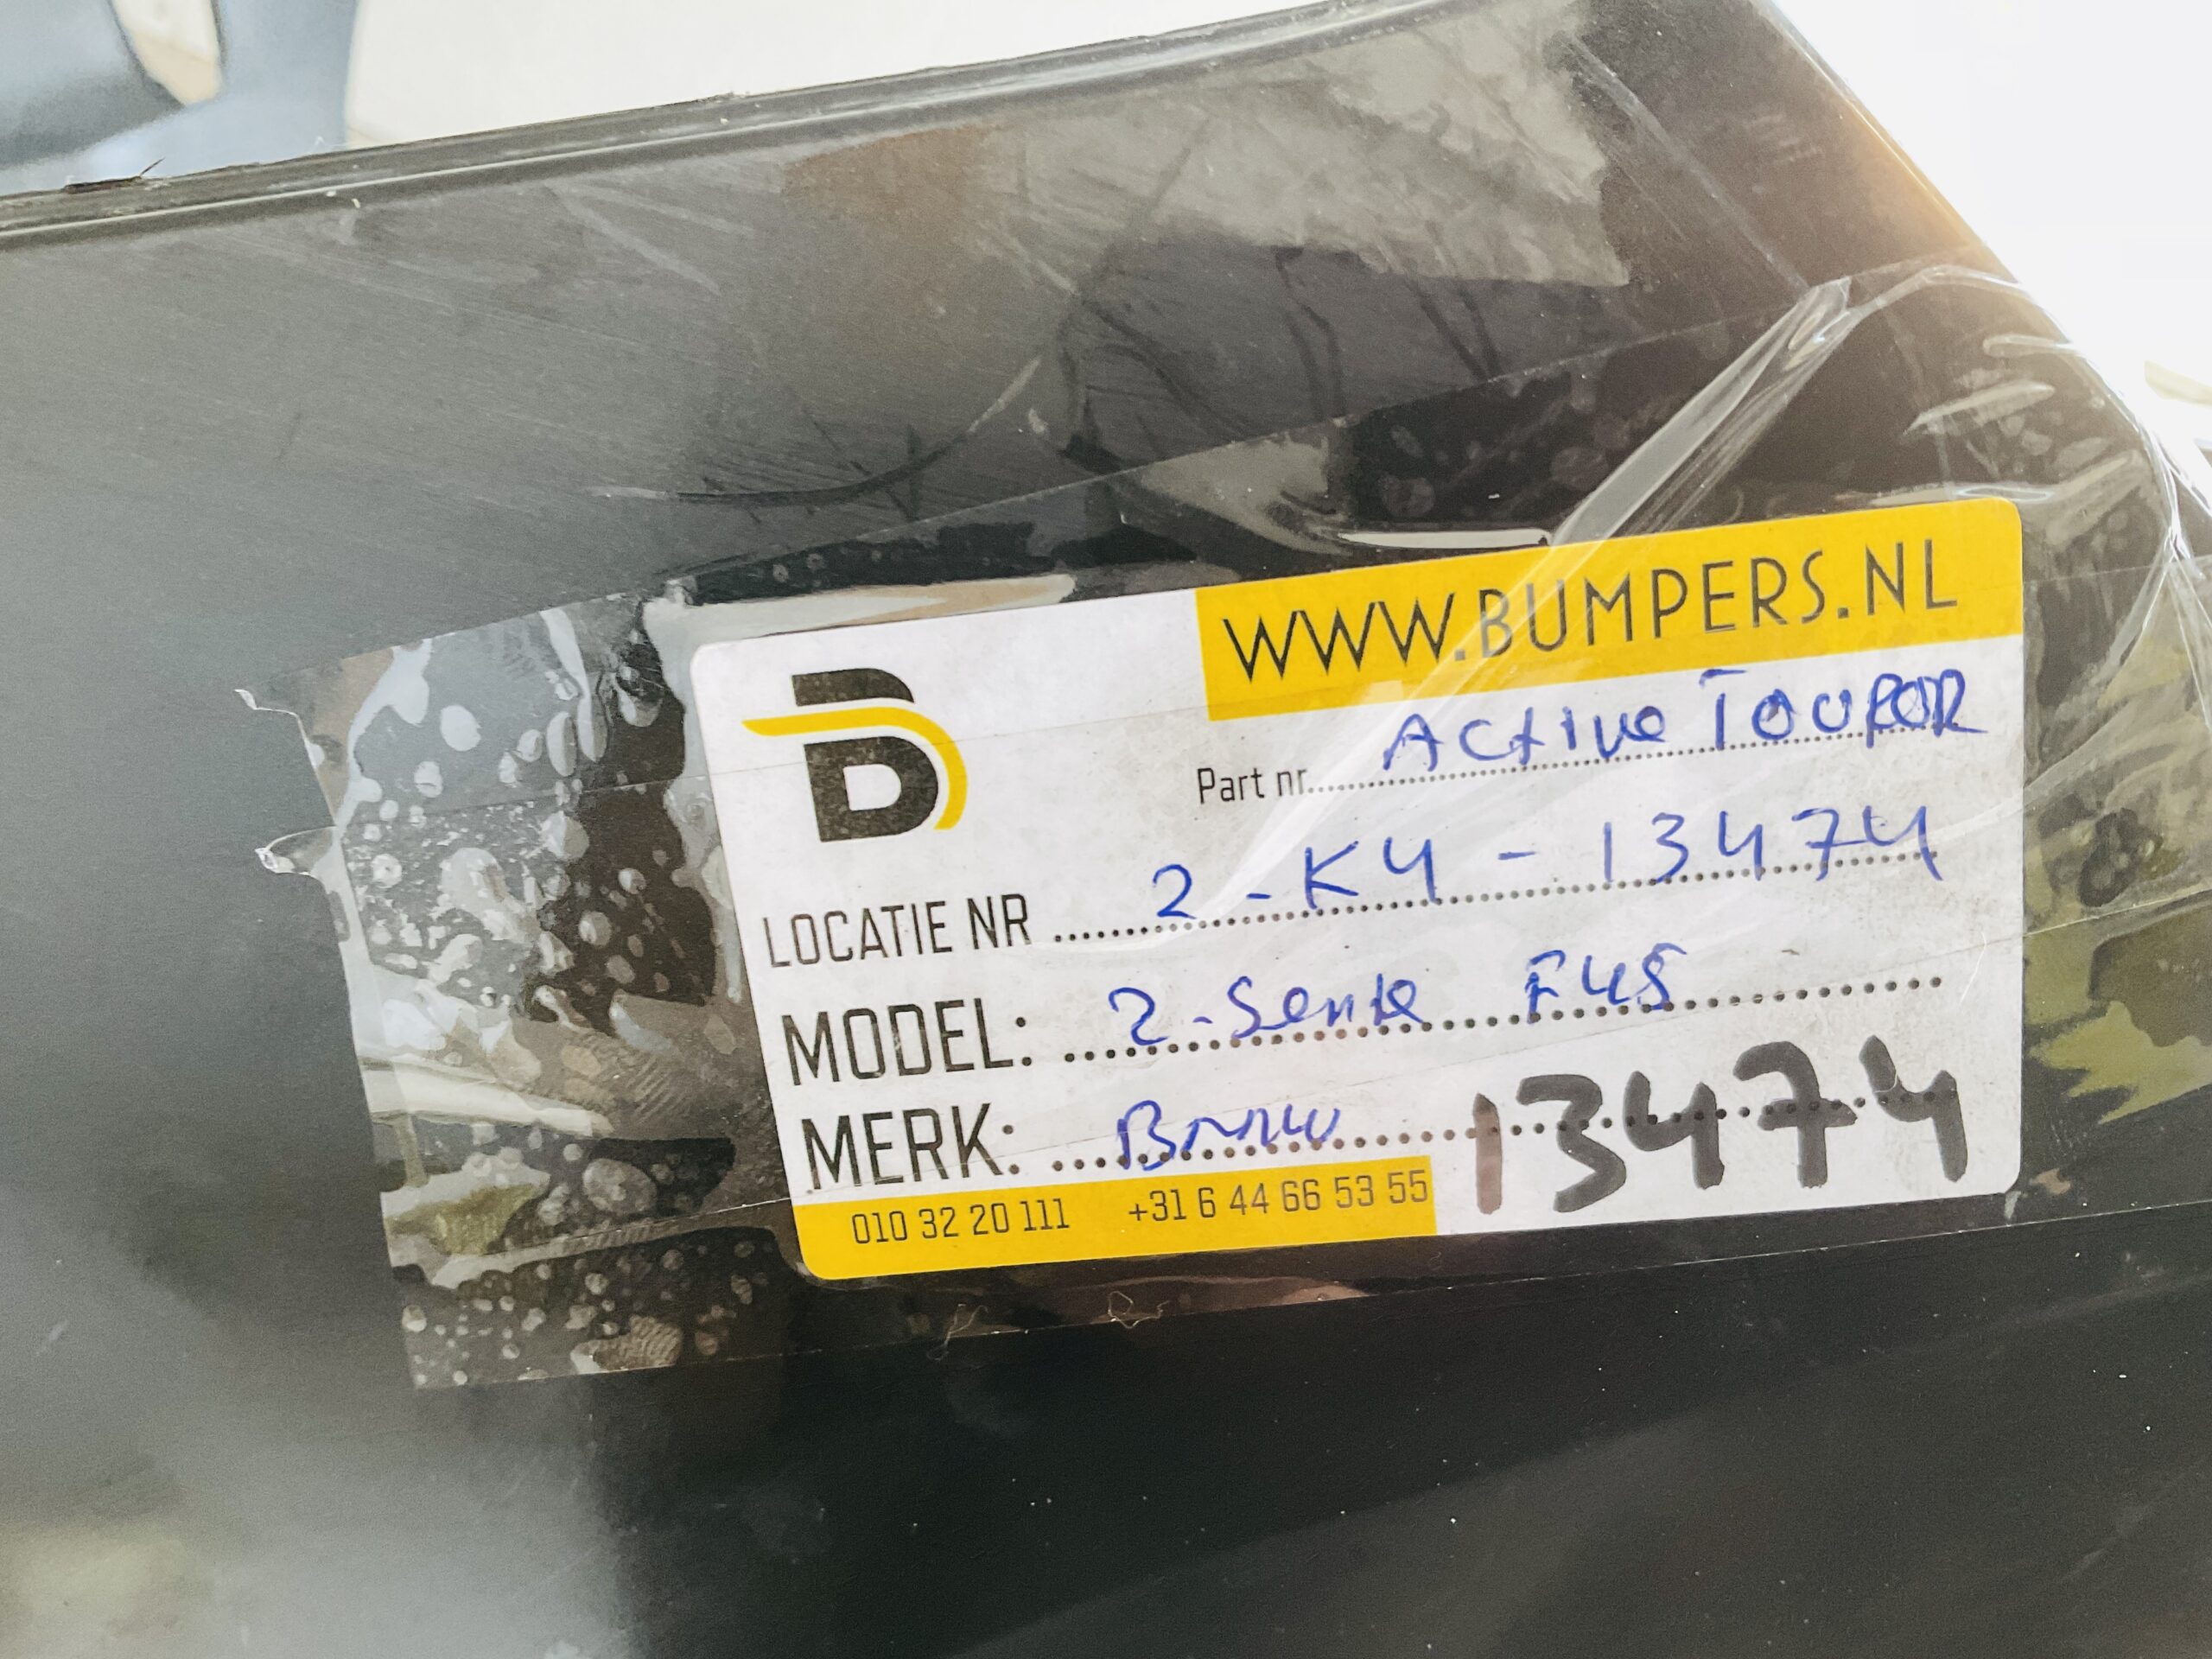 WWW.BUMPERS.NL
B
Part nr. Active TOUROR
LOCATIE NR 2-K4-13474
MODEL: 2-Serie F45
MERK: BMW 13474
010 32 20 111 +31 6 44 66 53 55